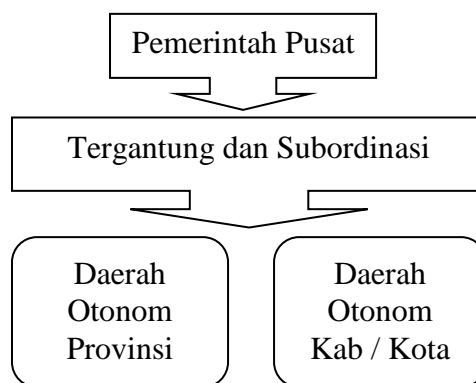 Pemerintah Pusat
Tergantung dan Subordinasi
Daerah
Otonom
Provinsi
Daerah
Otonom
Kab / Kota